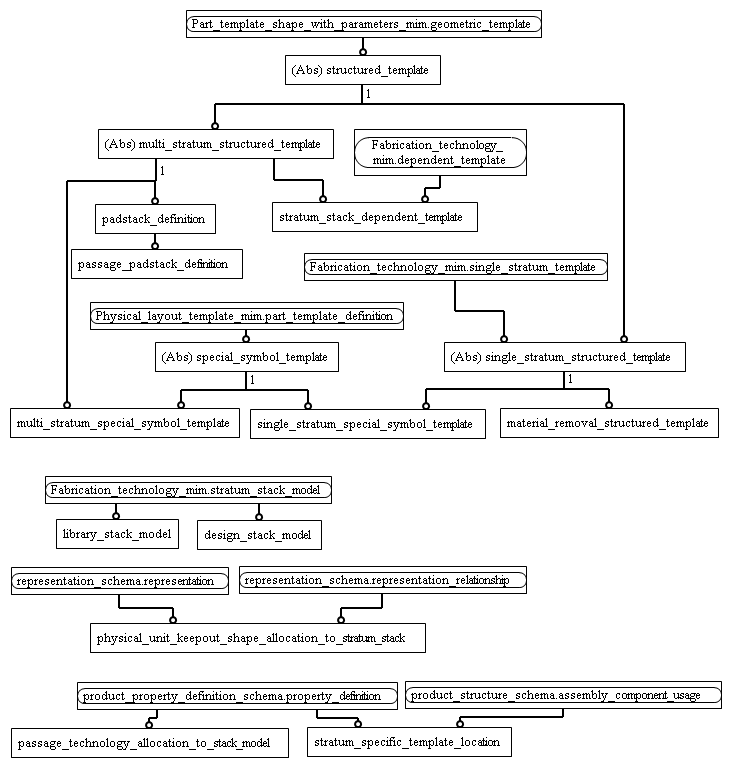 Part_template_shape_with_parameters_mim.geometric_template
(Abs) structured_template
1
(Abs) multi_stratum_structured_template
Fabrication_technology_
mim.dependent_template
1
padstack_definition
stratum_stack_dependent_template
passage_padstack_definition
Fabrication_technology_mim.single_stratum_template
Physical_layout_template_mim.part_template_definition
(Abs) special_symbol_template
(Abs) single_stratum_structured_template
1
1
multi_stratum_special_symbol_template
single_stratum_special_symbol_template
material_removal_structured_template
Fabrication_technology_mim.stratum_stack_model
library_stack_model
design_stack_model
representation_schema.representation
representation_schema.representation_relationship
physical_unit_keepout_shape_allocation_to_stratum_stack
product_property_definition_schema.property_definition
product_structure_schema.assembly_component_usage
passage_technology_allocation_to_stack_model
stratum_specific_template_location